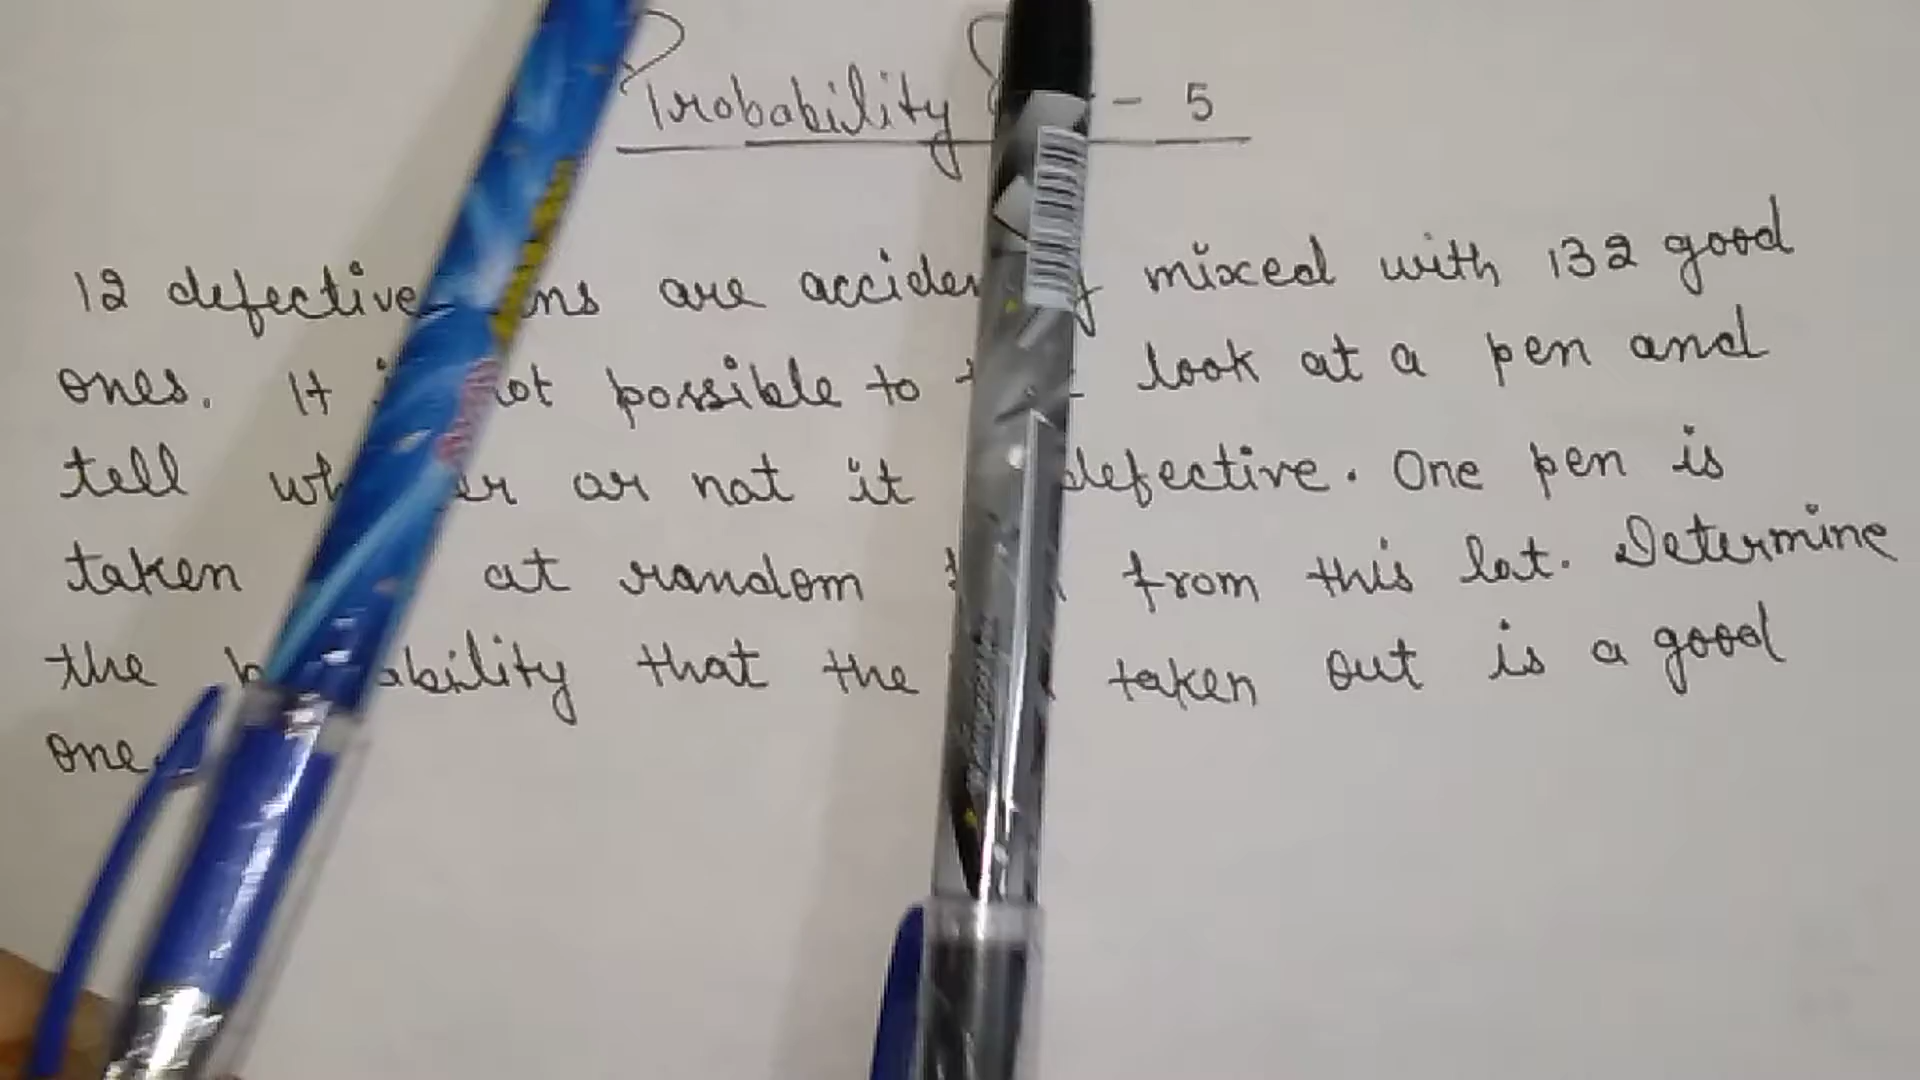 Probability - 5
12 defective are mixed with 132 good
ones. It possible to look at a pen and
tell or not it defective. One pen is
taken at random from this lot. Determine
the that the taken out is a good
one